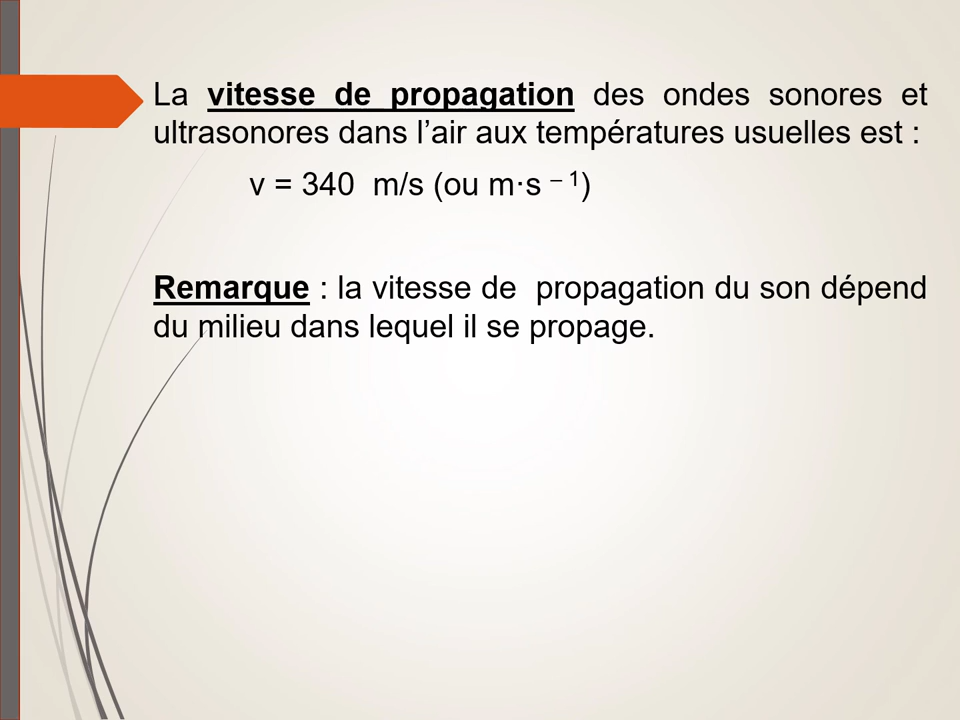 La vitesse de propagation des ondes sonores et
ultrasonores dans l’air aux températures usuelles est :
v = 340  m/s (ou m·s – 1)
Remarque : la vitesse de  propagation du son dépend
du milieu dans lequel il se propage.